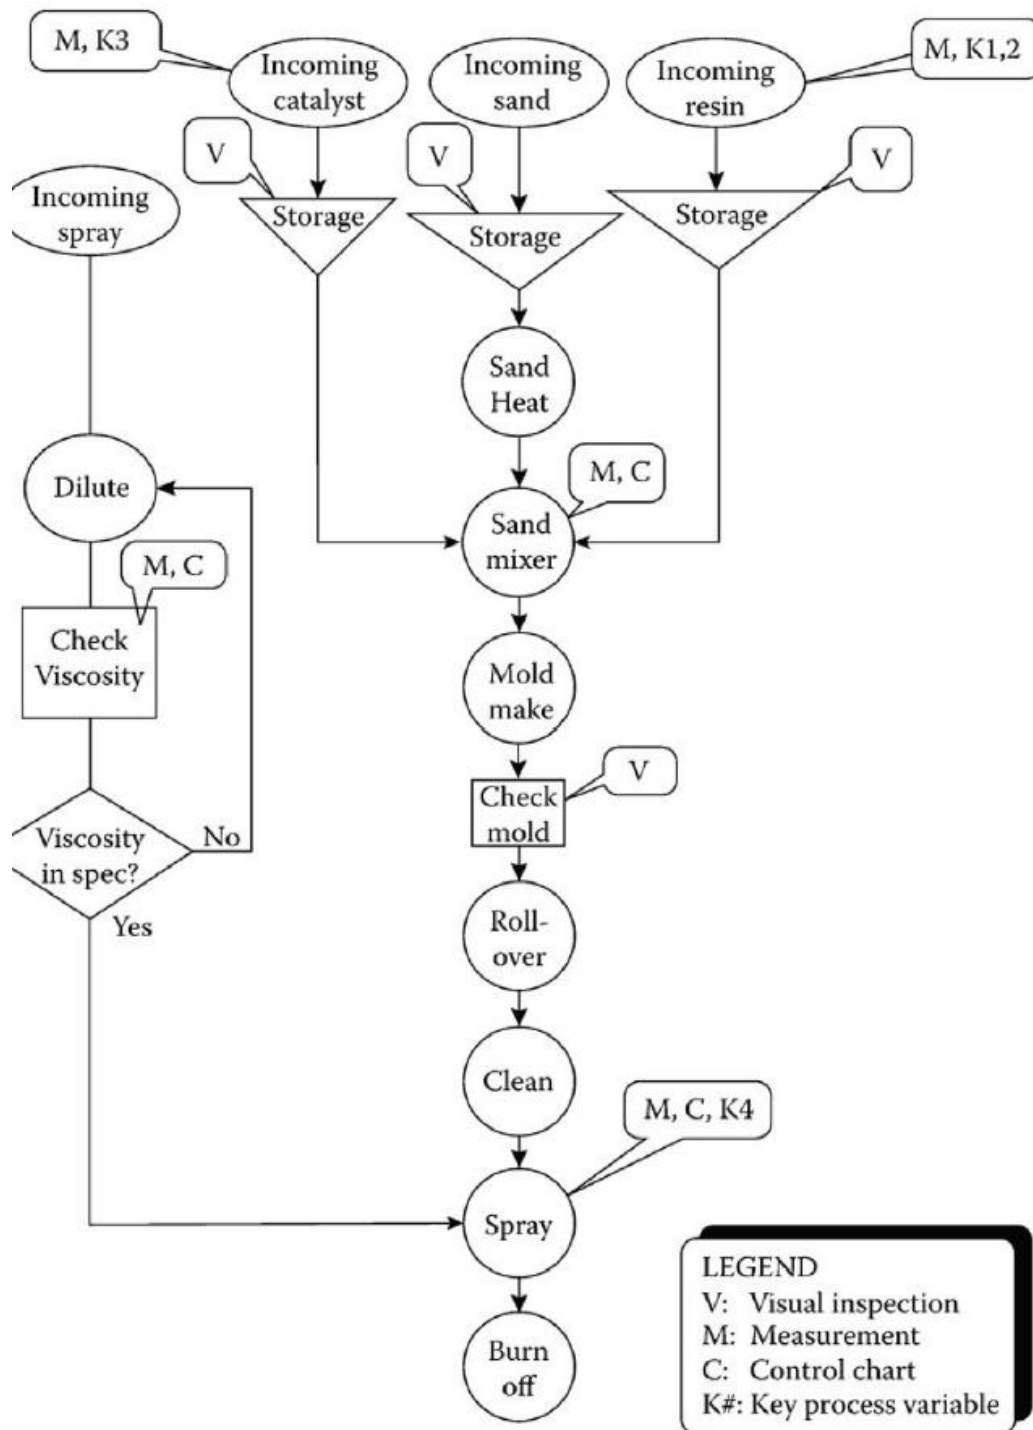 M, K3
Incoming
catalyst
Incoming
sand
Incoming
resin
M, K1,2
V
V
V
Incoming
spray
Storage
Storage
Storage
Sand
Heat
M, C
Dilute
Sand
mixer
M, C
Check
Viscosity
Mold
make
V
Check
mold
Viscosity
in spec?
No
Yes
Roll-
over
Clean
M, C, K4
Spray
Burn
off
LEGEND
V: Visual inspection
M: Measurement
C: Control chart
K#: Key process variable